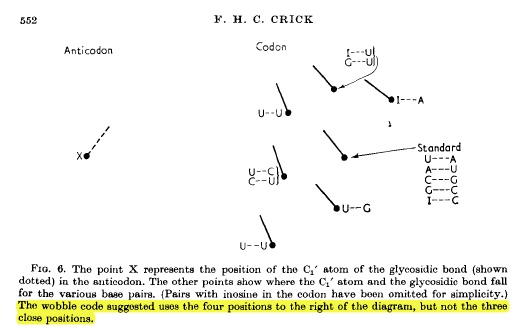 552
F. H. C. CRICK
Anticodon
Codon
I---U
G---U
I---A
U--U
X
Standard
U---A
A---U
C---G
G---C
I---C
U--C
C--U
U--G
U--U
FIG. 6. The point X represents the position of the C₁′ atom of the glycosidic bond (shown
dotted) in the anticodon. The other points show where the C₁′ atom and the glycosidic bond fall
for the various base pairs. (Pairs with inosine in the codon have been omitted for simplicity.)
The wobble code suggested uses the four positions to the right of the diagram, but not the three
close positions.